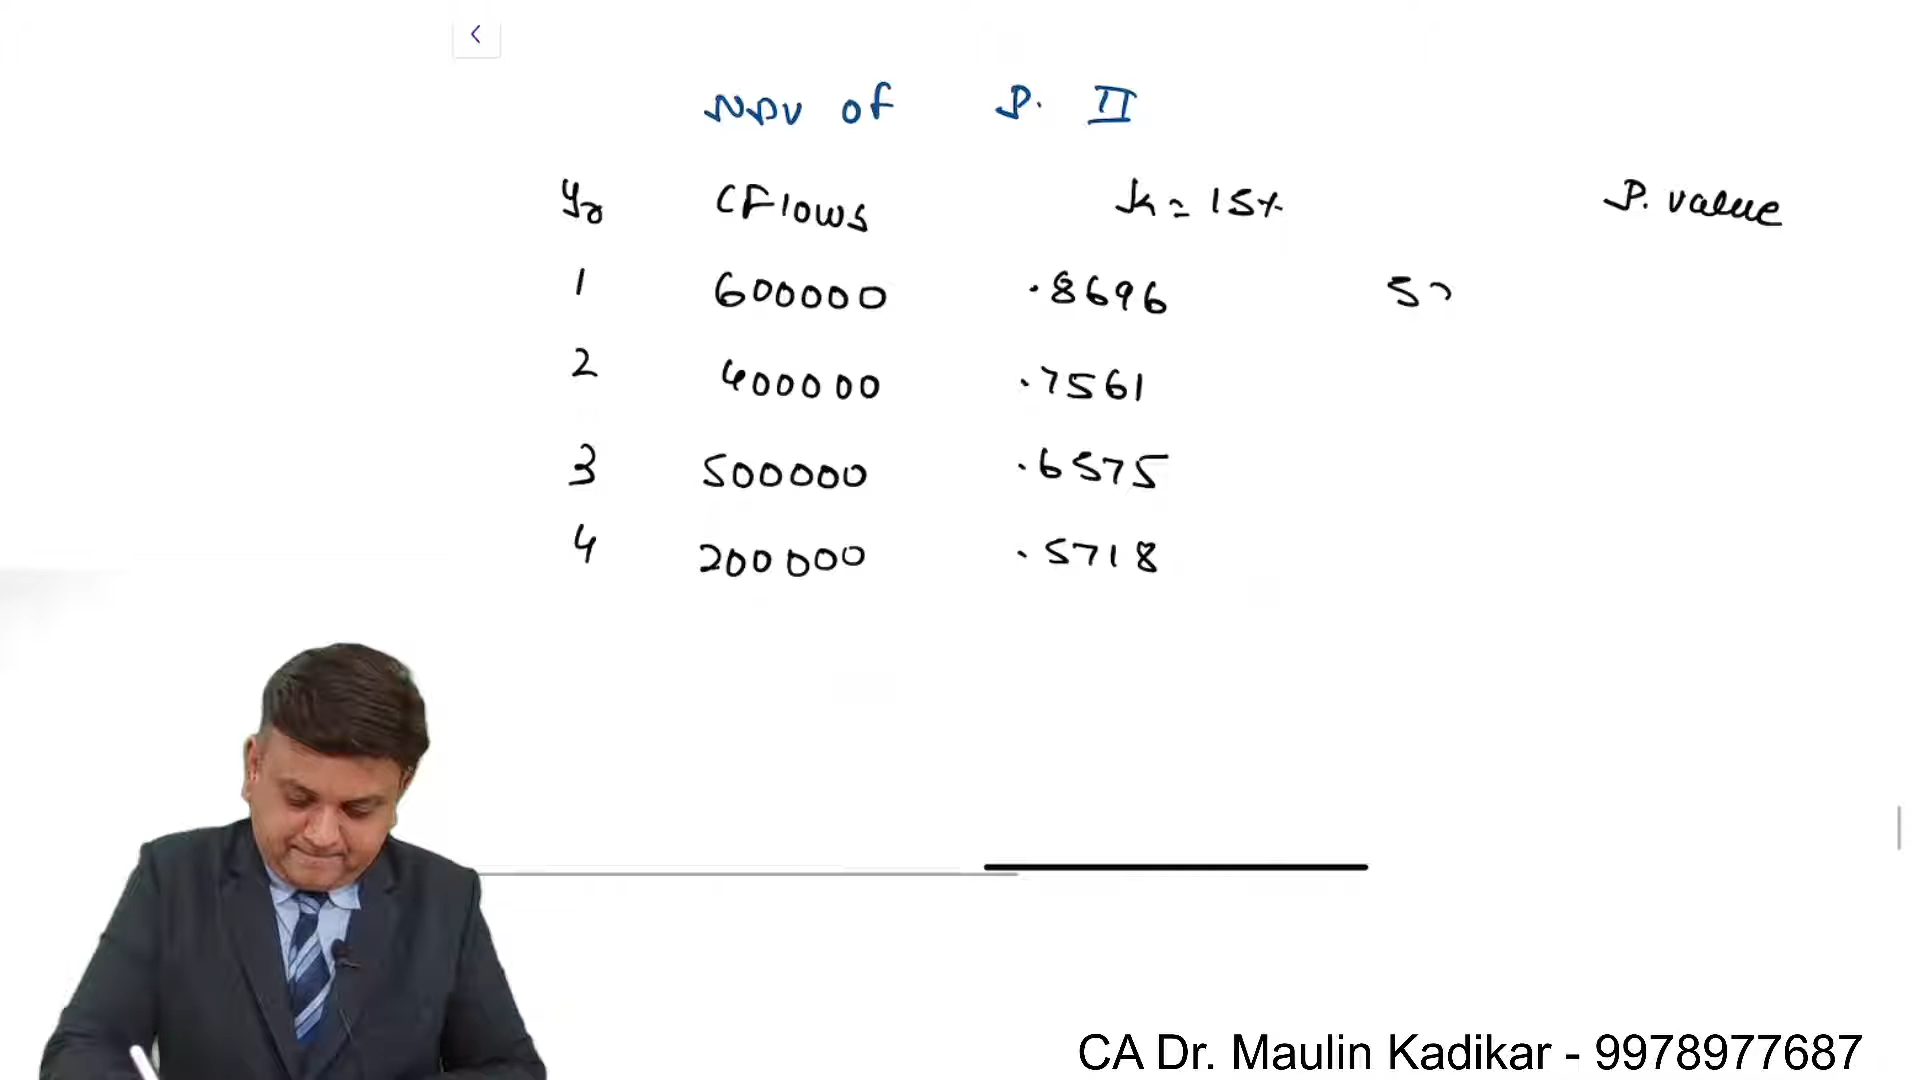 NPV of P. II
Yr CFlows k = 15% P. value
1 600000 .8696 52
2 400000 .7561
3 500000 .6575
4 200000 .5718
CA Dr. Maulin Kadikar - 9978977687